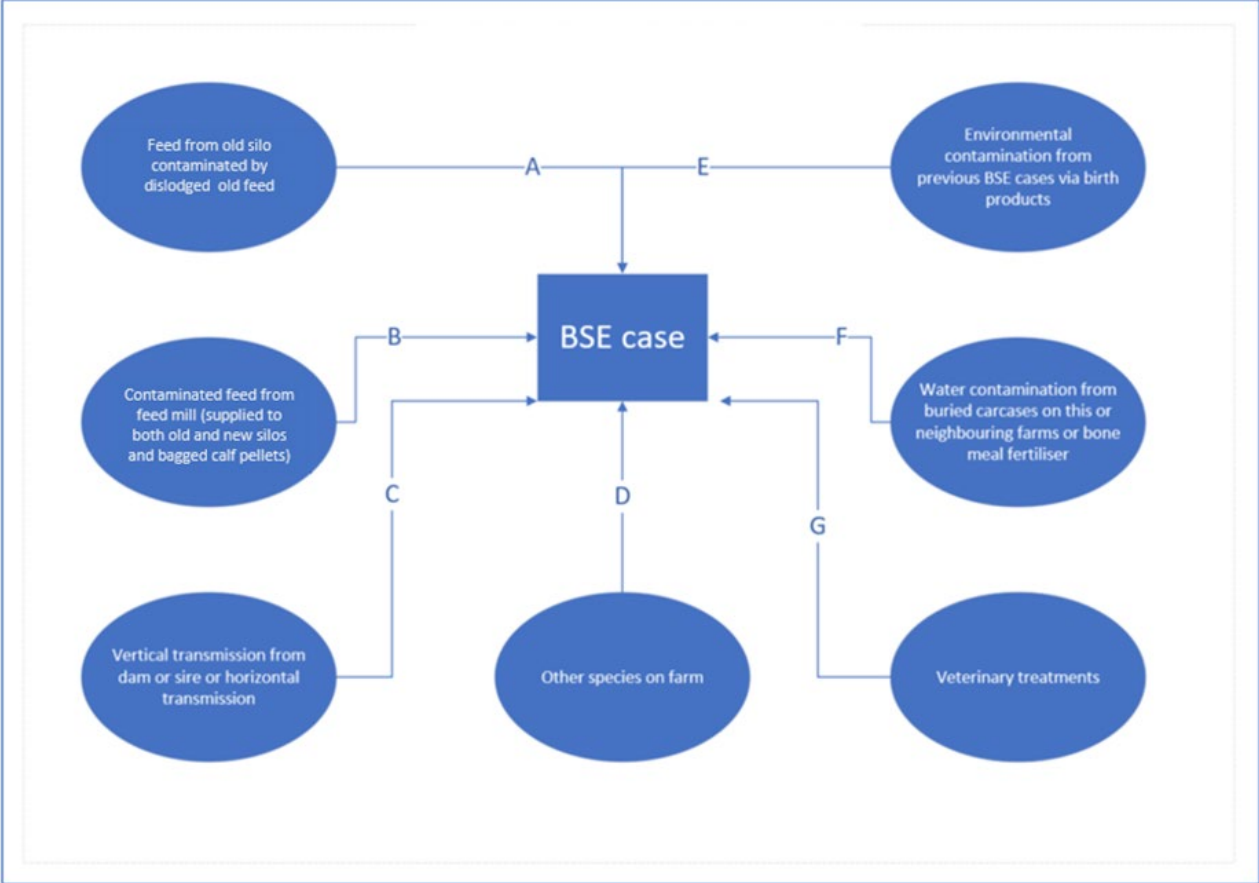 Feed from old silo
contaminated by
dislodged old feed
A
E
Environmental
contamination from
previous BSE cases via birth
products
BSE case
B
F
Contaminated feed from
feed mill (supplied to
both old and new silos
and bagged calf pellets)
Water contamination from
buried carcases on this or
neighbouring farms or bone
meal fertiliser
C
D
G
Vertical transmission from
dam or sire or horizontal
transmission
Other species on farm
Veterinary treatments